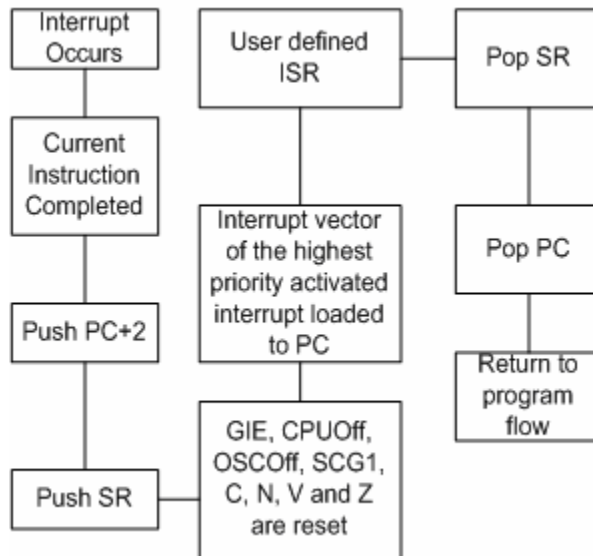 Interrupt
Occurs
Current
Instruction
Completed
Push PC+2
Push SR
GIE, CPUOff,
OSCOff, SCG1,
C, N, V and Z
are reset
Interrupt vector
of the highest
priority activated
interrupt loaded
to PC
User defined
ISR
Pop SR
Pop PC
Return to
program
flow